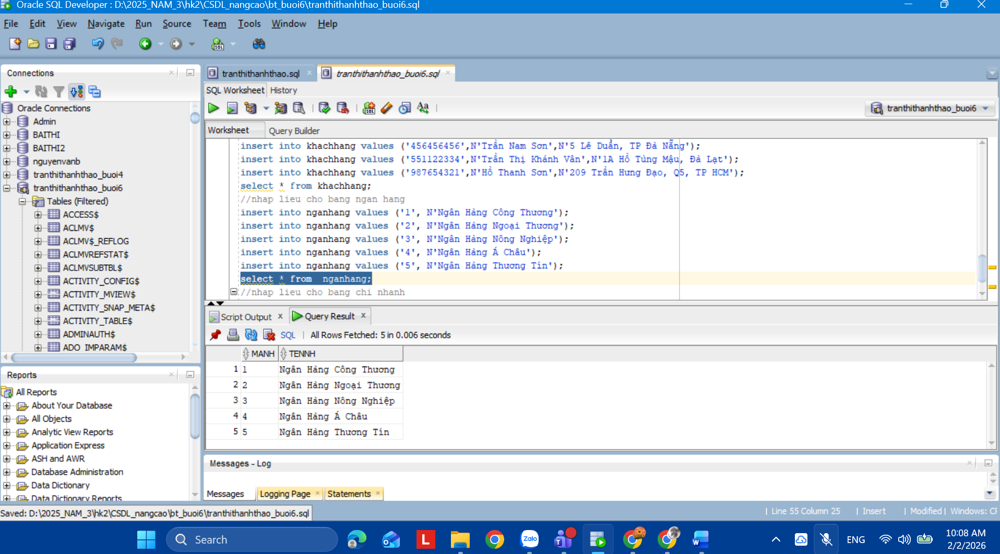 Oracle SQL Developer : D:\2025_NAM_3\hk2\CSDL_nangcao\bt_buoi6\tranthithanhthao_buoi6.sql
File Edit View Navigate Run Source Team Tools Window Help
Connections
Oracle Connections
Admin
BAITHI
BAITHI2
nguyenvanb
tranthithanhthao_buoi4
tranthithanhthao_buoi6
Tables (Filtered)
ACCESS$
ACLMV$
ACLMV$_REFLOG
ACLMVREFSTAT$
ACLMVSUBTBL$
ACTIVITY_CONFIG$
ACTIVITY_MVIEW$
ACTIVITY_SNAP_META$
ACTIVITY_TABLE$
ADMINAUTH$
ADO_IMPARAM$
Reports
All Reports
About Your Database
All Objects
Analytic View Reports
Application Express
ASH and AWR
Database Administration
Data Dictionary
Data Dictionary Reports
tranthithanhthao.sql tranthithanhthao_buoi6.sql
SQL Worksheet History
tranthithanhthao_buoi6
Worksheet Query Builder
insert into khachhang values ('456456456',N'Trần Nam Sơn',N'5 Lê Duẩn, TP Đà Nẵng');
insert into khachhang values ('551122334',N'Trần Thị Khánh Vân',N'1A Hồ Tùng Mậu, Đà Lạt');
insert into khachhang values ('987654321',N'Hồ Thanh Sơn',N'209 Trần Hưng Đạo, Q5, TP HCM');
select * from khachhang;
//nhap lieu cho bang ngan hang
insert into nganhang values ('1', N'Ngân Hàng Công Thương');
insert into nganhang values ('2', N'Ngân Hàng Ngoại Thương');
insert into nganhang values ('3', N'Ngân Hàng Nông Nghiệp');
insert into nganhang values ('4', N'Ngân Hàng Á Châu');
insert into nganhang values ('5', N'Ngân Hàng Thương Tín');
select * from  nganhang;
//nhap lieu cho bang chi nhanh
Script Output Query Result
SQL All Rows Fetched: 5 in 0.006 seconds
MANH TENNH
1 1 Ngân Hàng Công Thương
2 2 Ngân Hàng Ngoại Thương
3 3 Ngân Hàng Nông Nghiệp
4 4 Ngân Hàng Á Châu
5 5 Ngân Hàng Thương Tín
Messages - Log
Messages Logging Page Statements
Saved: D:\2025_NAM_3\hk2\CSDL_nangcao\bt_buoi6\tranthithanhthao_buoi6.sql
Line 55 Column 25 Insert Modified Windows:
Search
L
Zalo
ENG
10:08 AM
2/2/2026